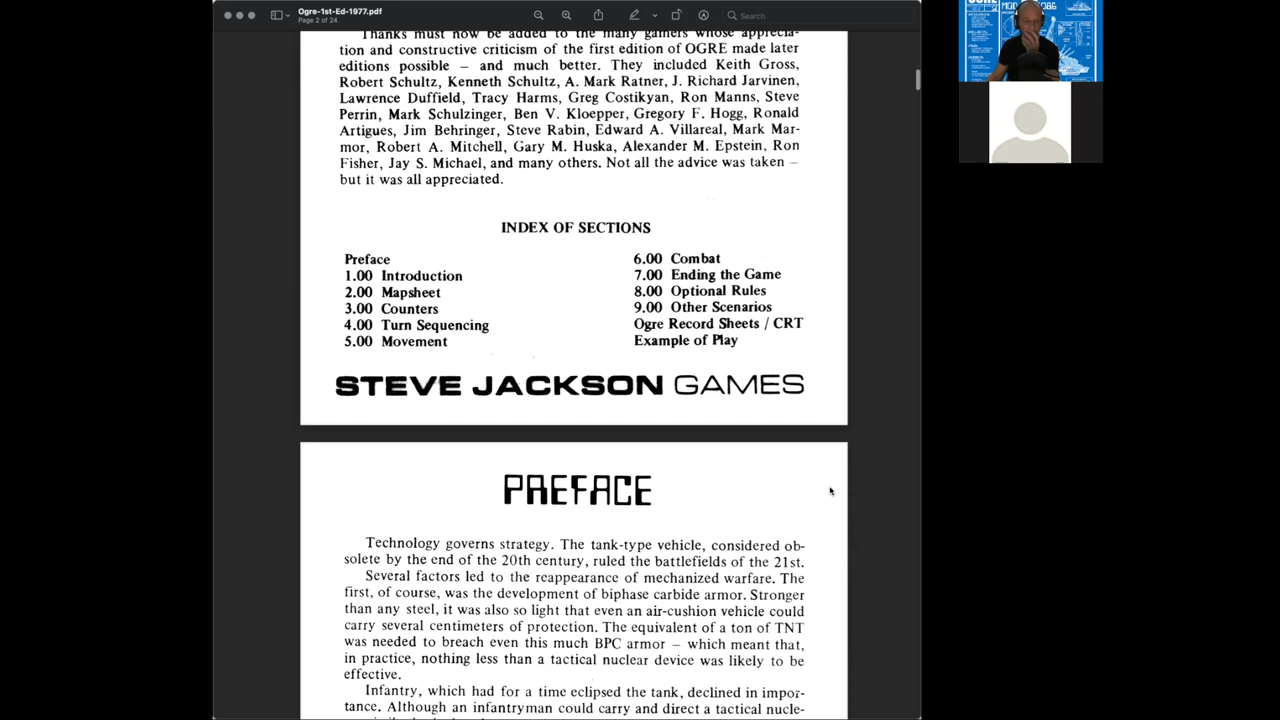 Ogre-1st-Ed-1977.pdf
Page 2 of 24
Search
Thanks must now be added to the many gamers whose apprecia-
tion and constructive criticism of the first edition of OGRE made later
editions possible – and much better. They included Keith Gross,
Robert Schultz, Kenneth Schultz, A. Mark Ratner, J. Richard Jarvinen,
Lawrence Duffield, Tracy Harms, Greg Costikyan, Ron Manns, Steve
Perrin, Mark Schulzinger, Ben V. Kloepper, Gregory F. Hogg, Ronald
Artigues, Jim Behringer, Steve Rabin, Edward A. Villareal, Mark Mar-
mor, Robert A. Mitchell, Gary M. Huska, Alexander M. Epstein, Ron
Fisher, Jay S. Michael, and many others. Not all the advice was taken –
but it was all appreciated.
INDEX OF SECTIONS
Preface
1.00 Introduction
2.00 Mapsheet
3.00 Counters
4.00 Turn Sequencing
5.00 Movement
6.00 Combat
7.00 Ending the Game
8.00 Optional Rules
9.00 Other Scenarios
Ogre Record Sheets / CRT
Example of Play
STEVE JACKSON GAMES
PREFACE
Technology governs strategy. The tank-type vehicle, considered ob-
solete by the end of the 20th century, ruled the battlefields of the 21st.
Several factors led to the reappearance of mechanized warfare. The
first, of course, was the development of biphase carbide armor. Stronger
than any steel, it was also so light that even an air-cushion vehicle could
carry several centimeters of protection. The equivalent of a ton of TNT
was needed to breach even this much BPC armor – which meant that,
in practice, nothing less than a tactical nuclear device was likely to be
effective.
Infantry, which had for a time eclipsed the tank, declined in impor-
tance. Although an infantryman could carry and direct a tactical nucle-